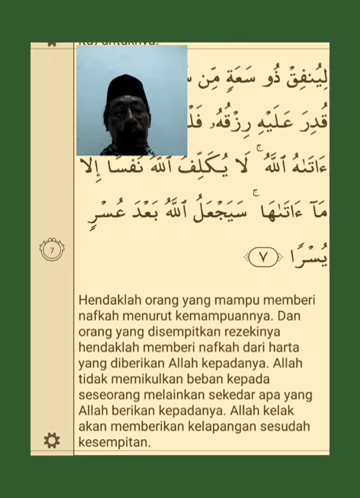 لِيُنفِقْ ذُو سَعَةٍ مِّن
قُدِرَ عَلَيْهِ رِزْقُهُۥ
ءَاتَىٰهُ ٱللَّهُ ۚ لَا يُكَلِّفُ ٱللَّهُ نَفْسًا إِلَّا
مَآ ءَاتَىٰهَا ۚ سَيَجْعَلُ ٱللَّهُ بَعْدَ عُسْرٍ
يُسْرًا ٧
7
Hendaklah orang yang mampu memberi
nafkah menurut kemampuannya. Dan
orang yang disempitkan rezekinya
hendaklah memberi nafkah dari harta
yang diberikan Allah kepadanya. Allah
tidak memikulkan beban kepada
seseorang melainkan sekedar apa yang
Allah berikan kepadanya. Allah kelak
akan memberikan kelapangan sesudah
kesempitan.